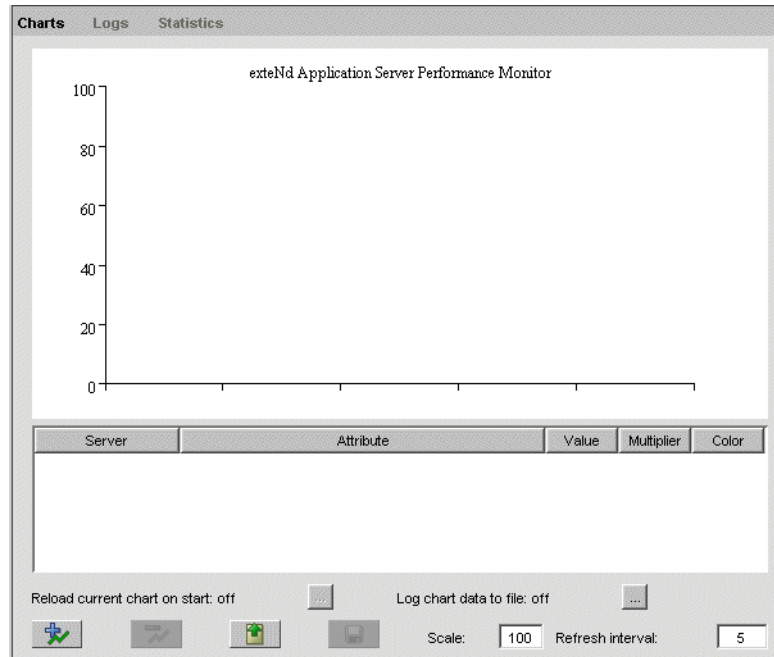 Charts Logs Statistics
exteNd Application Server Performance Monitor
100
80
60
40
20
0
Server Attribute Value Multiplier Color
Reload current chart on start: off ... Log chart data to file: off ...
Scale: 100 Refresh interval: 5